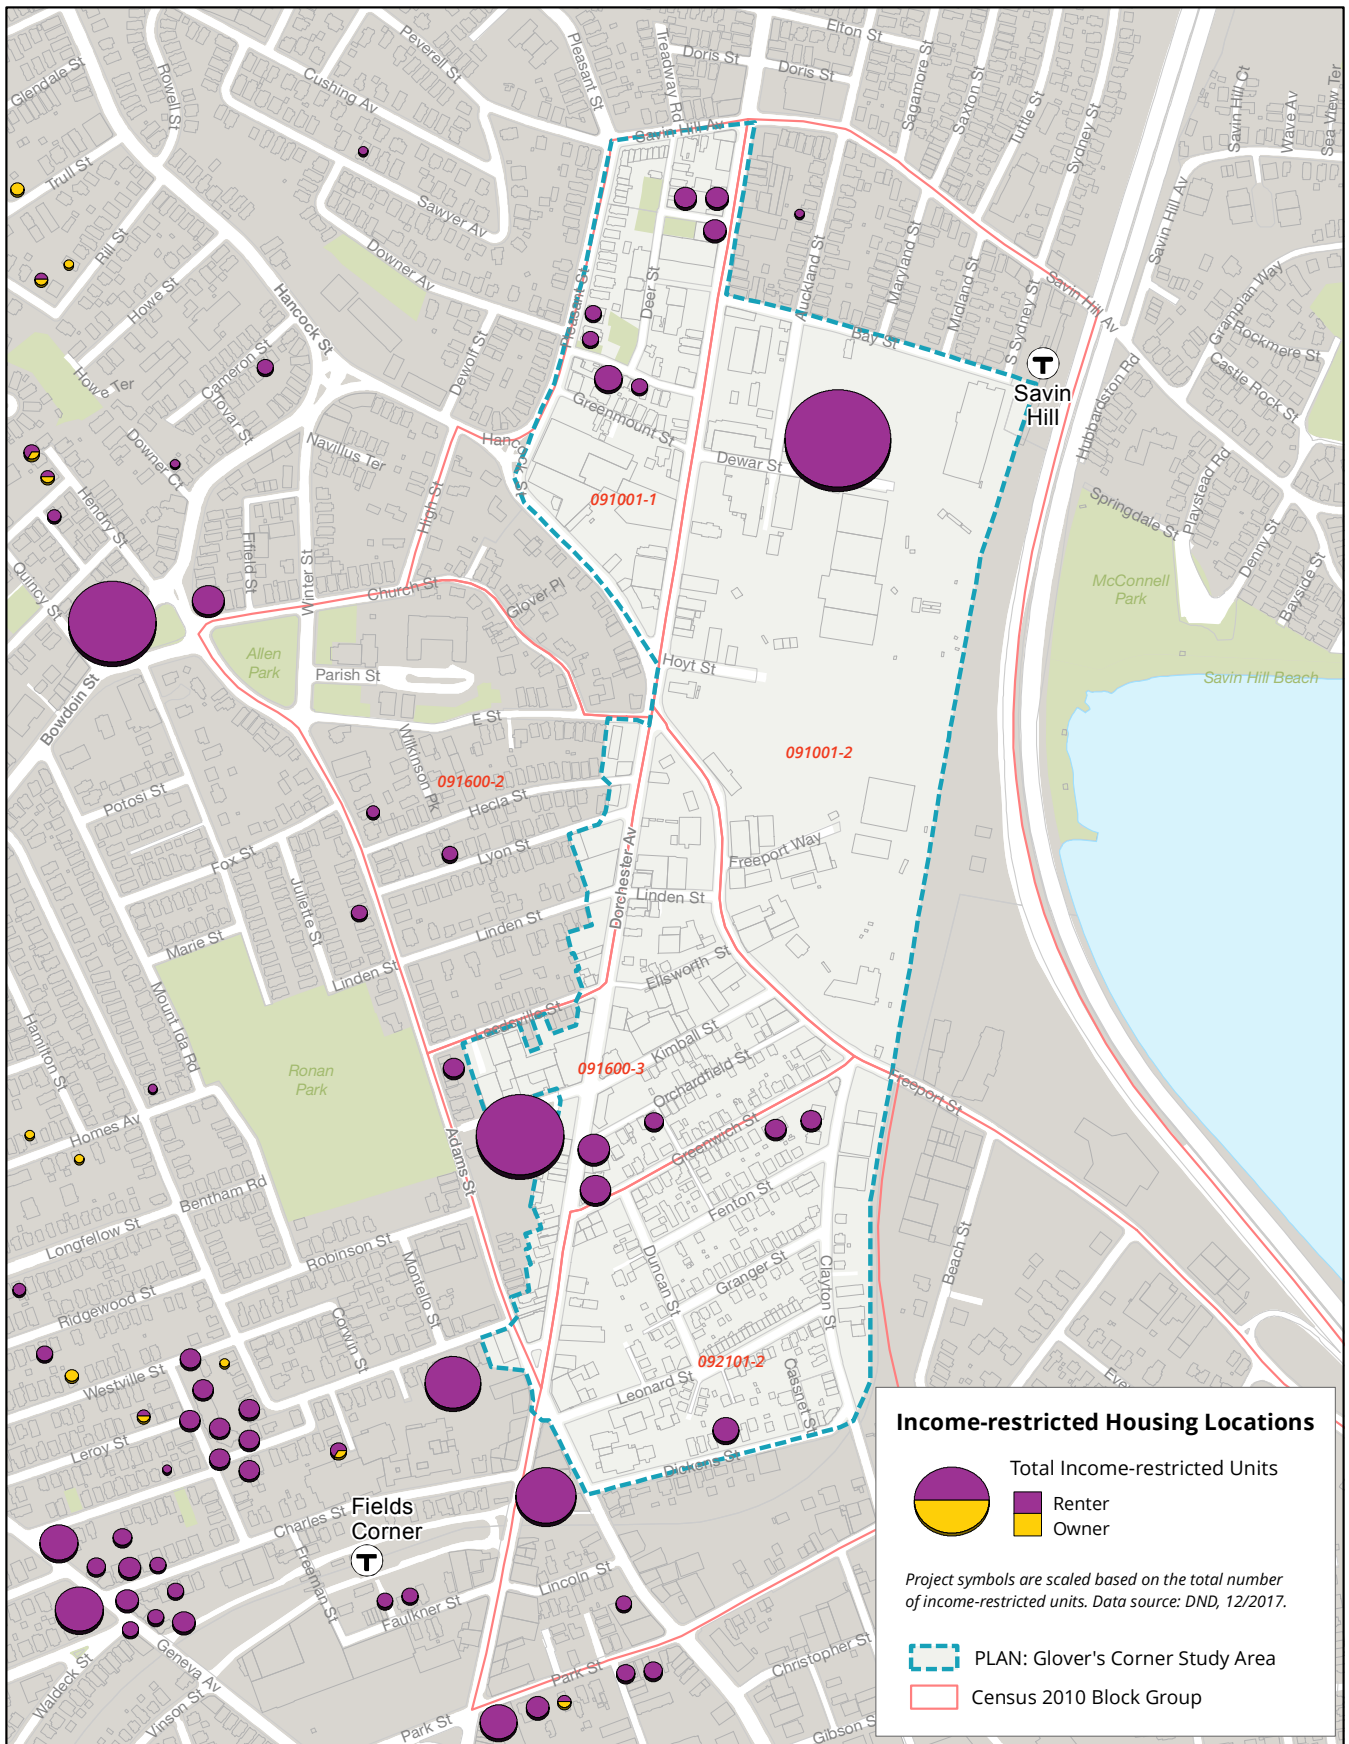 Elton St
Peverell St
Pleasant St
Treadway Rd
Doris St
Doris St
Sagamore St
Saxton St
Tuttle St
Sydney St
Savin Hill Ct
Wave Av
Sea View Ter
Glendale St
Rowell St
Cushing Av
Savin Hill Av
Trull St
Sawyer Av
Savin Hill Av
Rill St
Downer Av
Auckland St
Maryland St
Midland St
S Sydney St
Savin Hill Av
Grampian Way
Howe St
Hancock St
Pleasant St
Deer St
Bay St
Rockmere St
Howe Ter
Cameron St
Dewolf St
Savin
Hill
Hubbardston Rd
Castle Rock St
Tovar St
Greenmount St
Downer Ct
Navillus Ter
Hancock St
Dewar St
Playstead Rd
Hendry St
High St
091001-1
Springdale St
Denny St
Quincy St
Fifield St
Winter St
Church St
Glover Pl
McConnell
Park
Bayside St
Allen
Park
Parish St
Hoyt St
Savin Hill Beach
Bowdoin St
E St
Wilkinson Pk
091001-2
091600-2
Potosi St
Hecla St
Fox St
Lyon St
Dorchester Av
Freeport Way
Juliette St
Linden St
Linden St
Marie St
Linden St
Ellsworth St
Mount Ida Rd
Leedsville St
Hamilton St
Kimball St
Ronan
Park
091600-3
Orchardfield St
Freeport St
Homes Av
Adams St
Greenwich St
Bentham Rd
Fenton St
Longfellow St
Robinson St
Duncan St
Granger St
Clayton St
Beach St
Ridgewood St
Montello St
Corwin St
Westville St
092101-2
Cassnet St
Leonard St
Leroy St
Dickens St
Charles St
Fields
Corner
Freeman St
Faulkner St
Lincoln St
Geneva Av
Waldeck St
Vinson St
Park St
Park St
Christopher St
Gibson S
Income-restricted Housing Locations
Total Income-restricted Units
Renter
Owner
Project symbols are scaled based on the total number
of income-restricted units. Data source: DND, 12/2017.
PLAN: Glover's Corner Study Area
Census 2010 Block Group
T
T